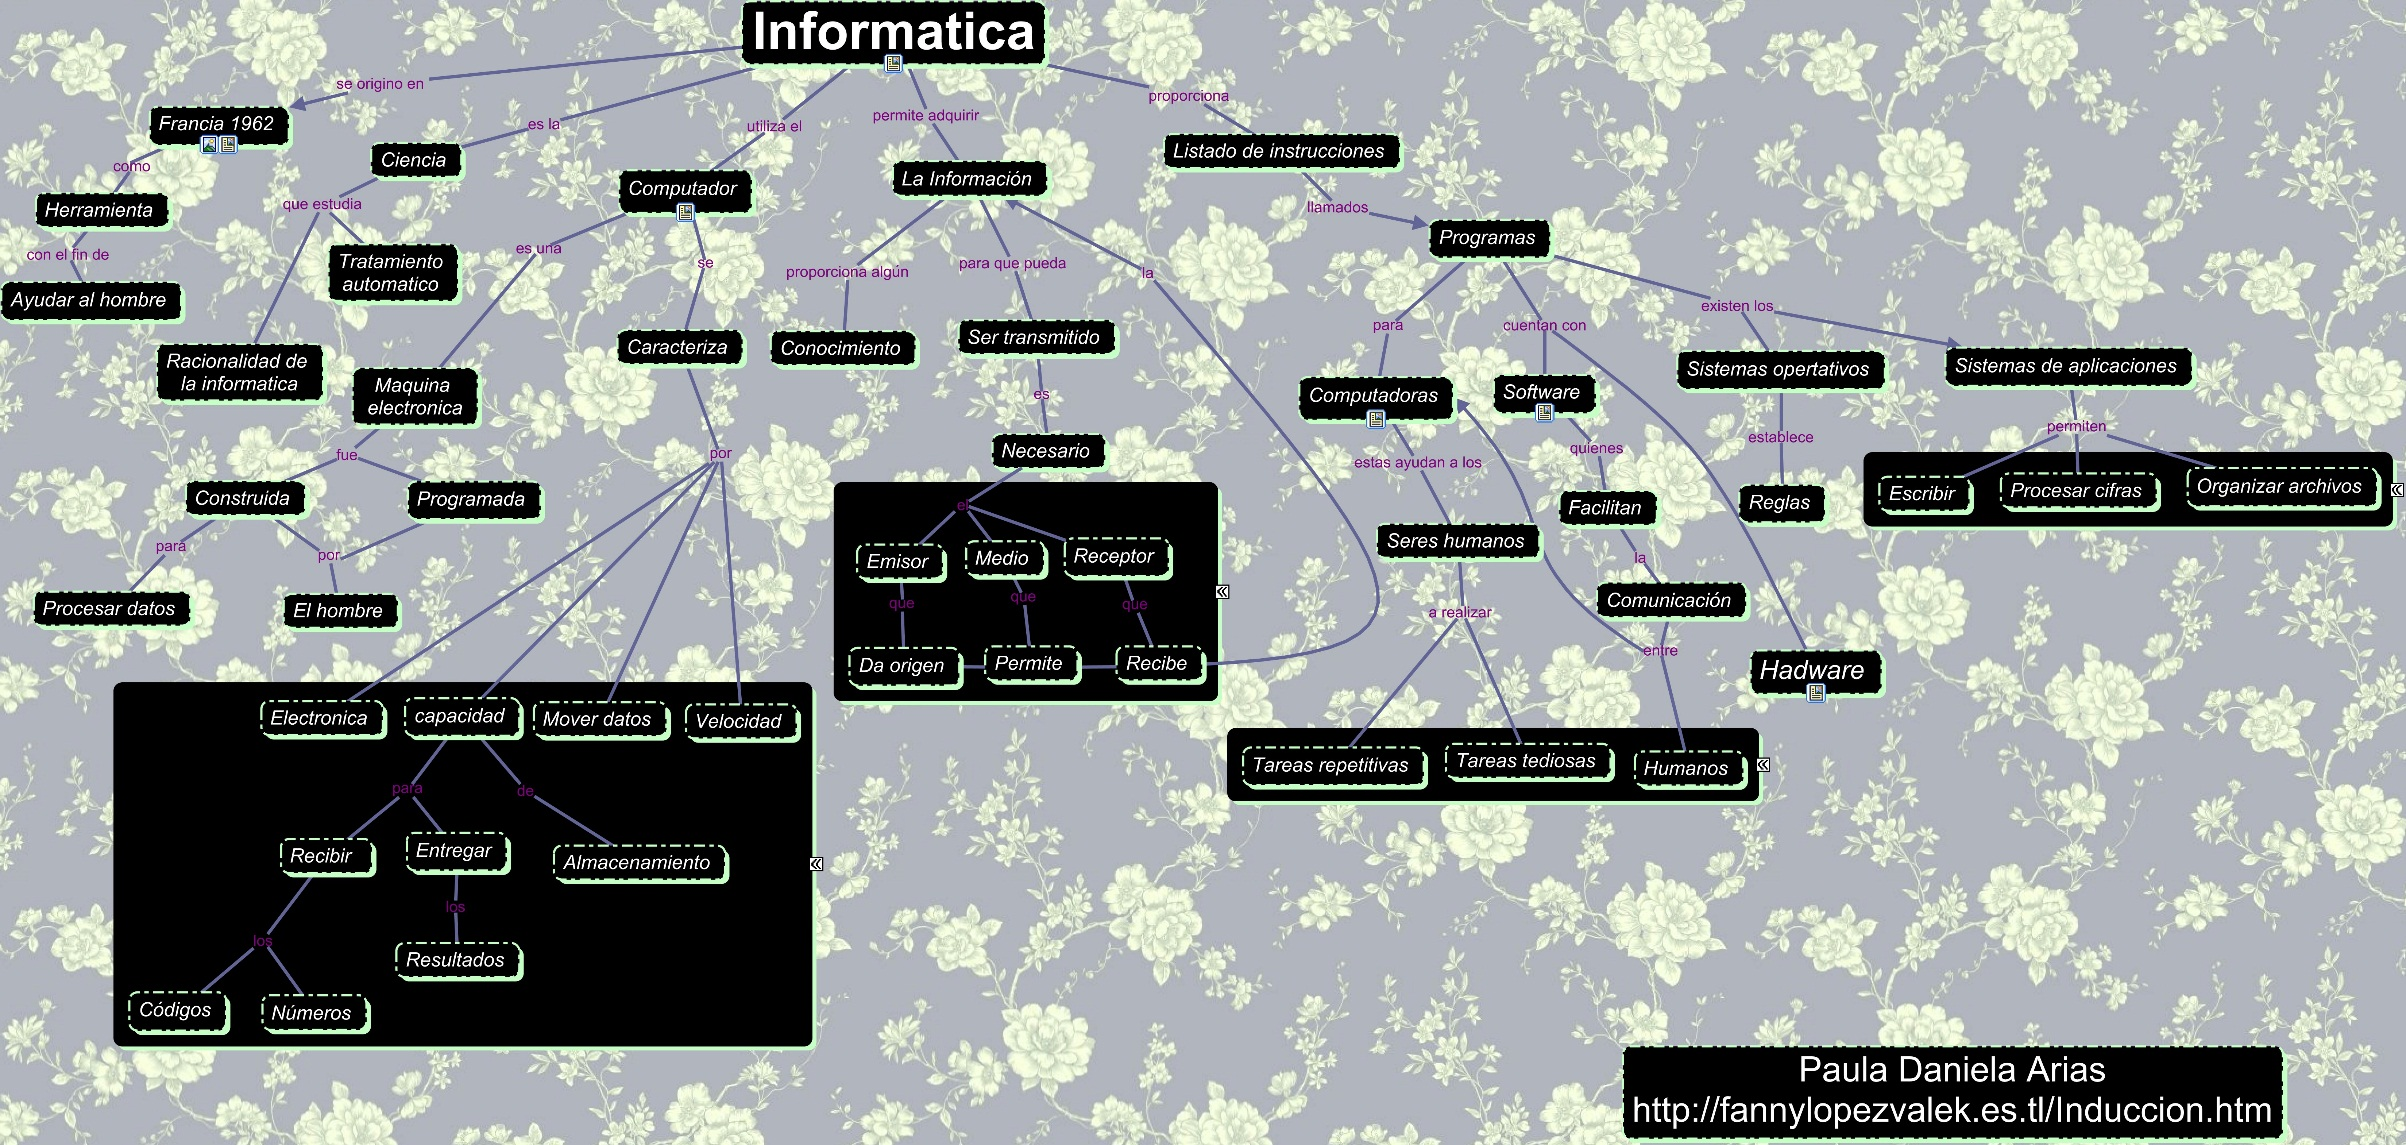 Informatica
se origino en
es la
utiliza el
permite adquirir
proporciona
Francia 1962
como
Herramienta
con el fin de
Ayudar al hombre
Ciencia
que estudia
Tratamiento
automatico
Racionalidad de
la informatica
Computador
es una
se
Maquina
electronica
Caracteriza
fue
por
Construida
Programada
para
por
Procesar datos
El hombre
Electronica
capacidad
Mover datos
Velocidad
para
de
Recibir
Entregar
Almacenamiento
los
los
Resultados
Códigos
Números
La Información
proporciona algún
para que pueda
la
Conocimiento
Ser transmitido
es
Necesario
el
Emisor
Medio
Receptor
que
que
que
Da origen
Permite
Recibe
Listado de instrucciones
llamados
Programas
para
cuentan con
existen los
Computadoras
Software
Sistemas opertativos
Sistemas de aplicaciones
estas ayudan a los
quienes
establece
permiten
Seres humanos
Facilitan
Reglas
Escribir
Procesar cifras
Organizar archivos
la
a realizar
Comunicación
entre
Hadware
Tareas repetitivas
Tareas tediosas
Humanos
Paula Daniela Arias
http://fannylopezvalek.es.tl/Induccion.htm